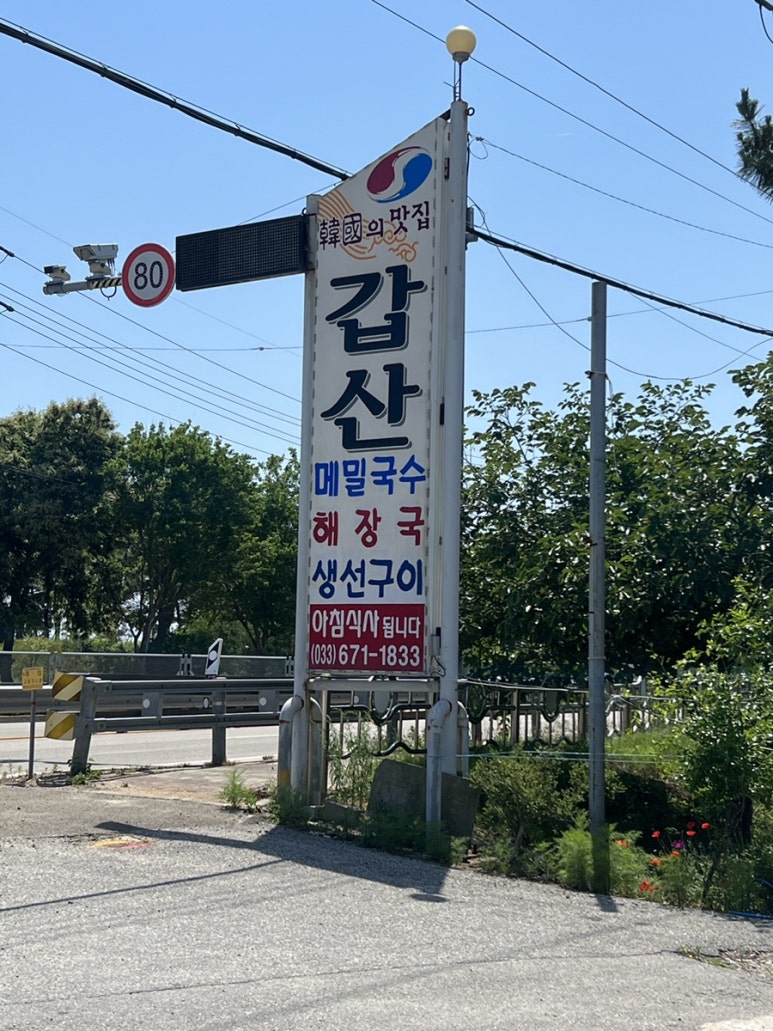 80
韓國의 맛집
갑산
메밀국수
해장국
생선구이
아침식사 됩니다
(033)671-1833